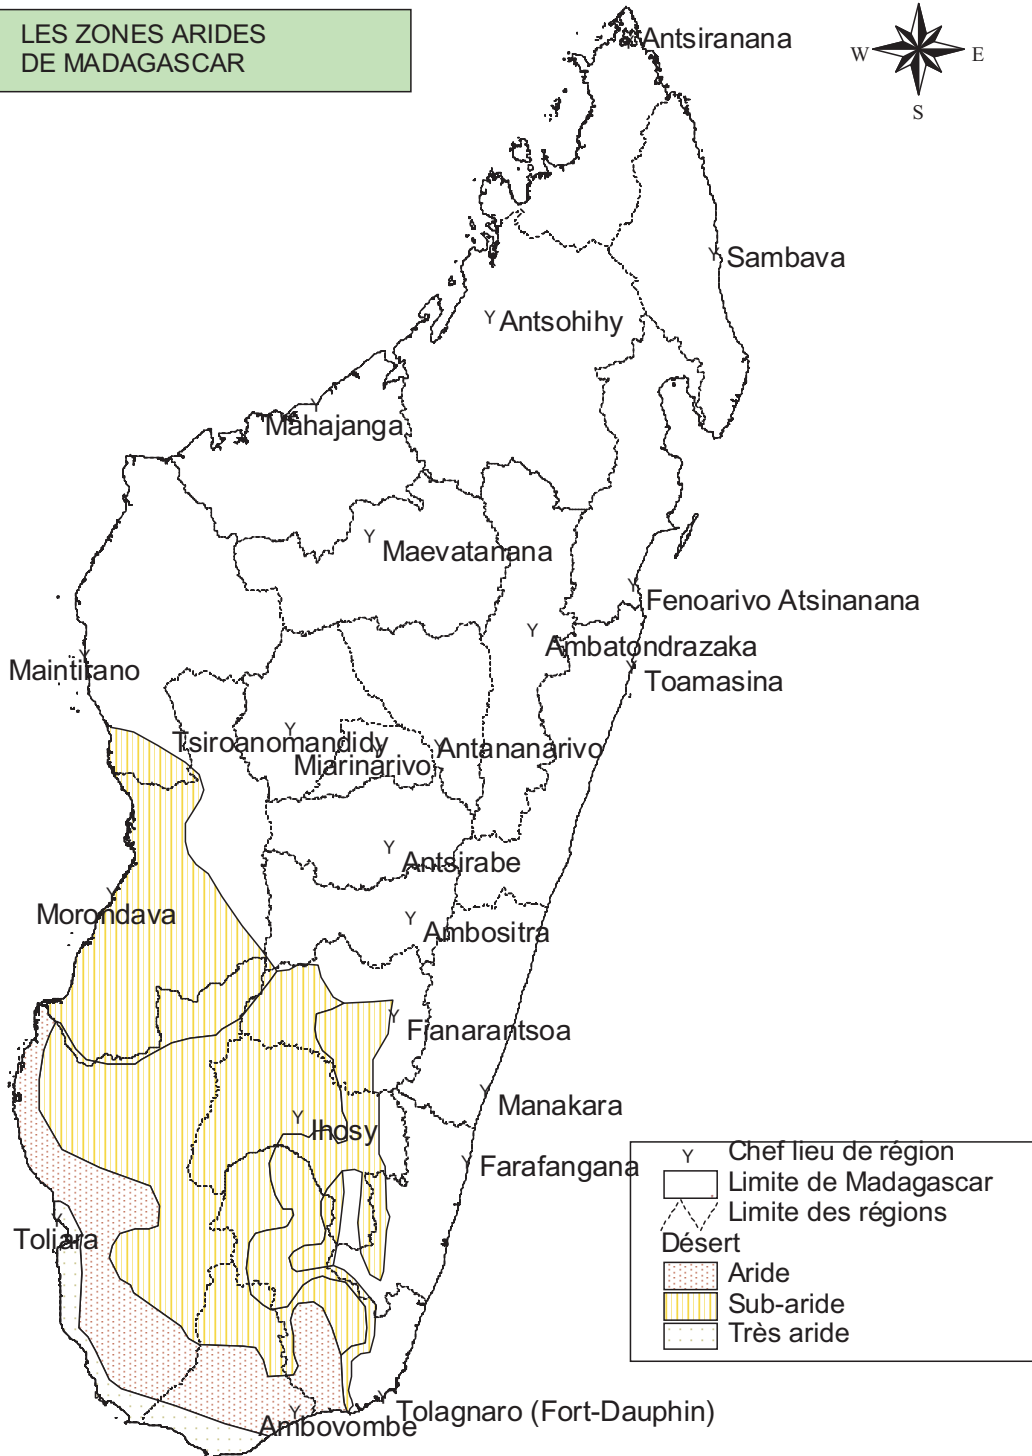 LES ZONES ARIDES
DE MADAGASCAR
W
E
S
Antsiranana
Sambava
Y Antsohihy
Mahajanga
Y
Y
Maevatanana
Y
Fenoarivo Atsinanana
Y
Ambatondrazaka
Maintirano
Toamasina
Y
Tsiroanomandidy
Antananarivo
Miarinarivo
Y
Antsirabe
Morondava
Y
Ambositra
Y
Fianarantsoa
Y
Manakara
Y
Ihosy
Y
Farafangana
Toliara
Ambovombe
Tolagnaro (Fort-Dauphin)
Y Chef lieu de région
Limite de Madagascar
Limite des régions
Désert
Aride
Sub-aride
Très aride